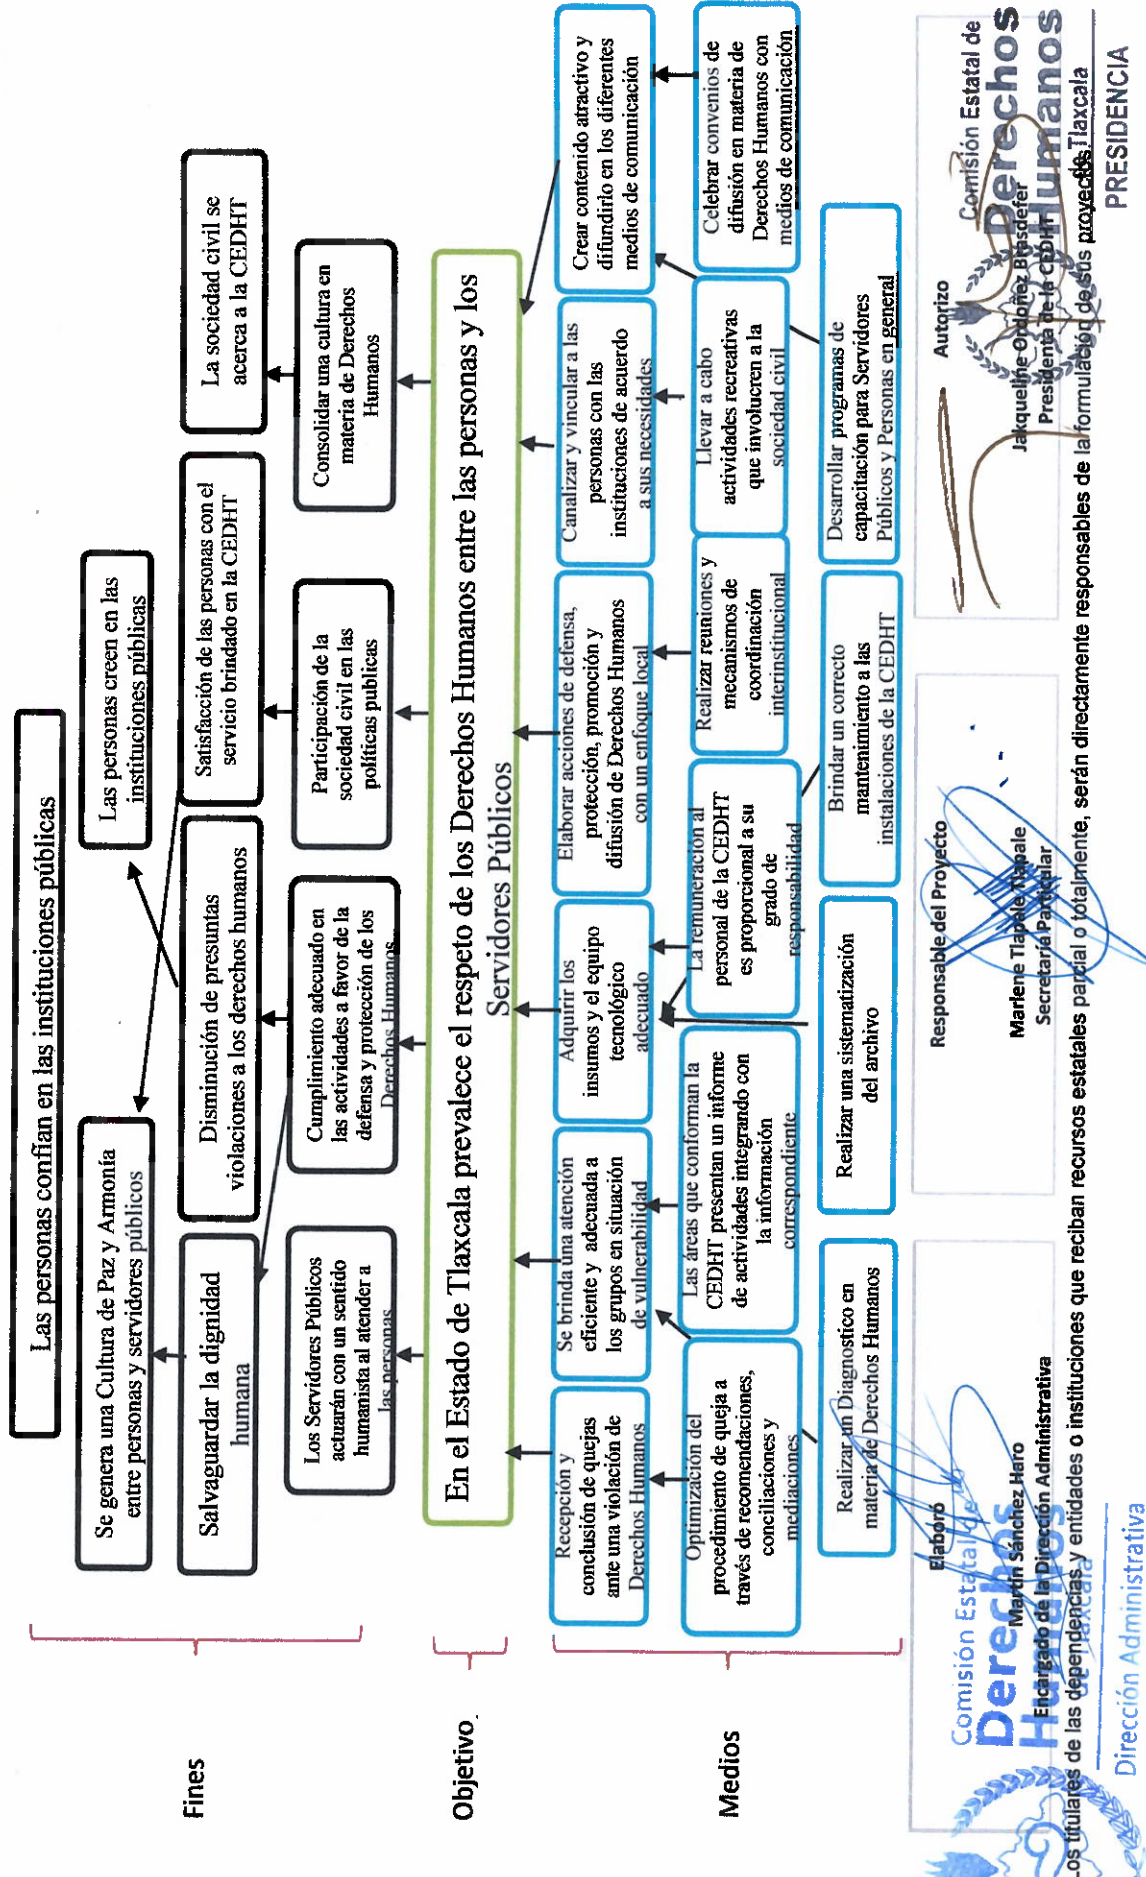 Las personas confían en las instituciones públicas
Se genera una Cultura de Paz y Armonía
entre personas y servidores públicos
Las personas creen en las
instituciones públicas
Fines
Salvaguardar la dignidad
humana
Disminución de presuntas
violaciones a los derechos humanos
Satisfacción de las personas con el
servicio brindado en la CEDHT
La sociedad civil se
acerca a la CEDHT
Los Servidores Públicos
actuarán con un sentido
humanista al atender a
las personas
Cumplimiento adecuado en
las actividades a favor de la
defensa y protección de los
Derechos Humanos
Participación de la
sociedad civil en las
políticas publicas
Consolidar una cultura en
materia de Derechos
Humanos
Objetivo
En el Estado de Tlaxcala prevalece el respeto de los Derechos Humanos entre las personas y los
Servidores Públicos
Medios
Recepción y
conclusión de quejas
ante una violación de
Derechos Humanos
Se brinda una atención
eficiente y adecuada a
los grupos en situación
de vulnerabilidad
Adquirir los
insumos y el equipo
tecnológico
adecuado
Elaborar acciones de defensa,
protección, promoción y
difusión de Derechos Humanos
con un enfoque local
Canalizar y vincular a las
personas con las
instituciones de acuerdo
a sus necesidades
Crear contenido atractivo y
difundirlo en los diferentes
medios de comunicación
Optimización del
procedimiento de queja a
través de recomendaciones,
conciliaciones y
mediaciones
Las áreas que conforman la
CEDHT presentan un informe
de actividades integrando con
la información
correspondiente
La remuneración al
personal de la CEDHT
es proporcional a su
grado de
responsabilidad
Realizar reuniones y
mecanismos de
coordinación
interinstitucional
Llevar a cabo
actividades recreativas
que involucren a la
sociedad civil
Celebrar convenios de
difusión en materia de
Derechos Humanos con
medios de comunicación
Realizar un Diagnostico en
materia de Derechos Humanos
Realizar una sistematización
del archivo
Brindar un correcto
mantenimiento a las
instalaciones de la CEDHT
Desarrollar programas de
capacitación para Servidores
Públicos y Personas en general
Elaboró
Martín Sánchez Haro
Encargado de la Dirección Administrativa
Responsable del Proyecto
Marlene Tlapale Tlapale
Secretaria Particular
Autorizo
Jakqueline Ordoñez Brasdefer
Presidenta de la CEDHT
Comisión Estatal de
Derechos
Humanos
de Tlaxcala
Dirección Administrativa
Comisión Estatal de
Derechos
Humanos
de Tlaxcala
PRESIDENCIA
Los titulares de las dependencias y entidades o instituciones que reciban recursos estatales parcial o totalmente, serán directamente responsables de la formulación de sus proyectos.